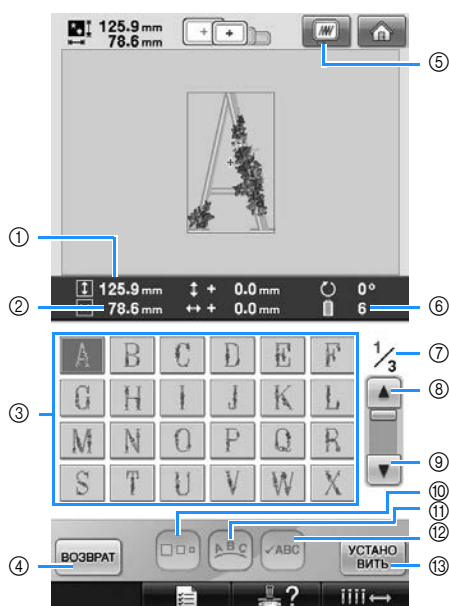 125.9 mm
78.6 mm
⑤
A
①
125.9 mm + 0.0 mm 0°
② 78.6 mm + 0.0 mm 6 ⑥
A B C D E F 1/3 ⑦
③ G H I J K L ⑧
M N O P Q R
S T U V W X ⑨
⑩
⑪
④ ВОЗВРАТ ABC ✓ABC ⑫
УСТАНО
ВИТЬ ⑬
?